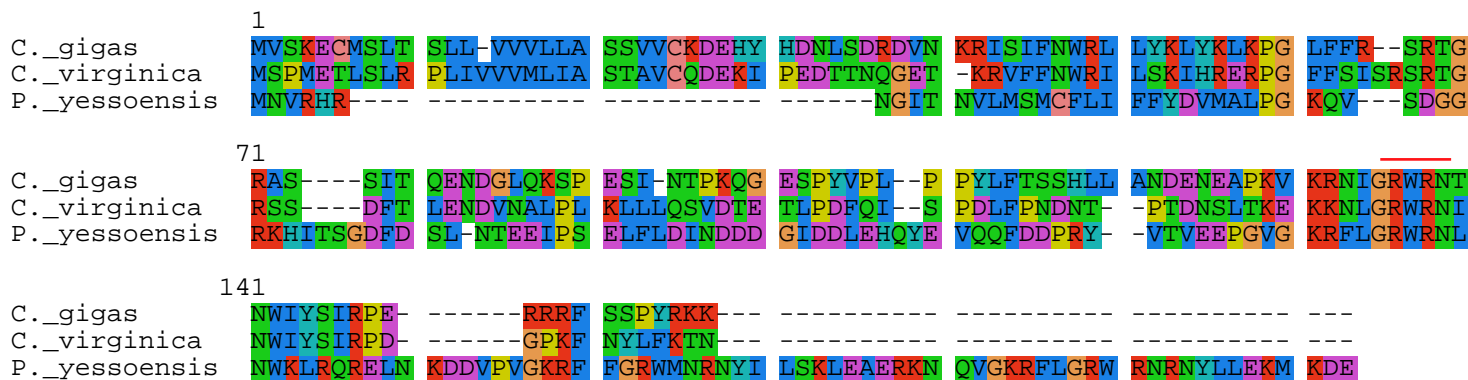 1
C._gigas MVSKECMSLT SLL-VVVLLA SSVVCKDEHY HDNLSDRDVN KRISIFNWRL LYKLYKLKPG LFFR--SRTG
C._virginica MSPMETLSLR PLIVVVMLIA STAVCQDEKI PEDTTNQGET -KRVFFNWRI LSKIHRERPG FFSISRSRTG
P._yessoensis MNVRHR---- ---------- ---------- ------NGIT NVLMSMCFLI FFYDVMALPG KQV---SDGG
71
C._gigas RAS----SIT QENDGLQKSP ESI-NTPKQG ESPYVPL--P PYLFTSSHLL ANDENEAPKV KRNIGRWRNT
C._virginica RSS----DFT LENDVNALPL KLLLQSVDTE TLPDFQI--S PDLFPNDNT- -PTDNSLTKE KKNLGRWRNI
P._yessoensis RKHITSGDFD SL-NTEEIPS ELFLDINDDD GIDDLEHQYE VQQFDDPRY- -VTVEEPGVG KRFLGRWRNL
141
C._gigas NWIYSIRPE- ------RRRF SSPYRKK--- ---------- ---------- ---------- ---
C._virginica NWKYSIRPD- ------GPKF NYLFKTN--- ---------- ---------- ---------- ---
P._yessoensis NWKLRQRELN KDDVPVGKRF FGRWMNRNYI LSKLEAERKN QVGKRFLGRW RNRNYLLEKM KDE